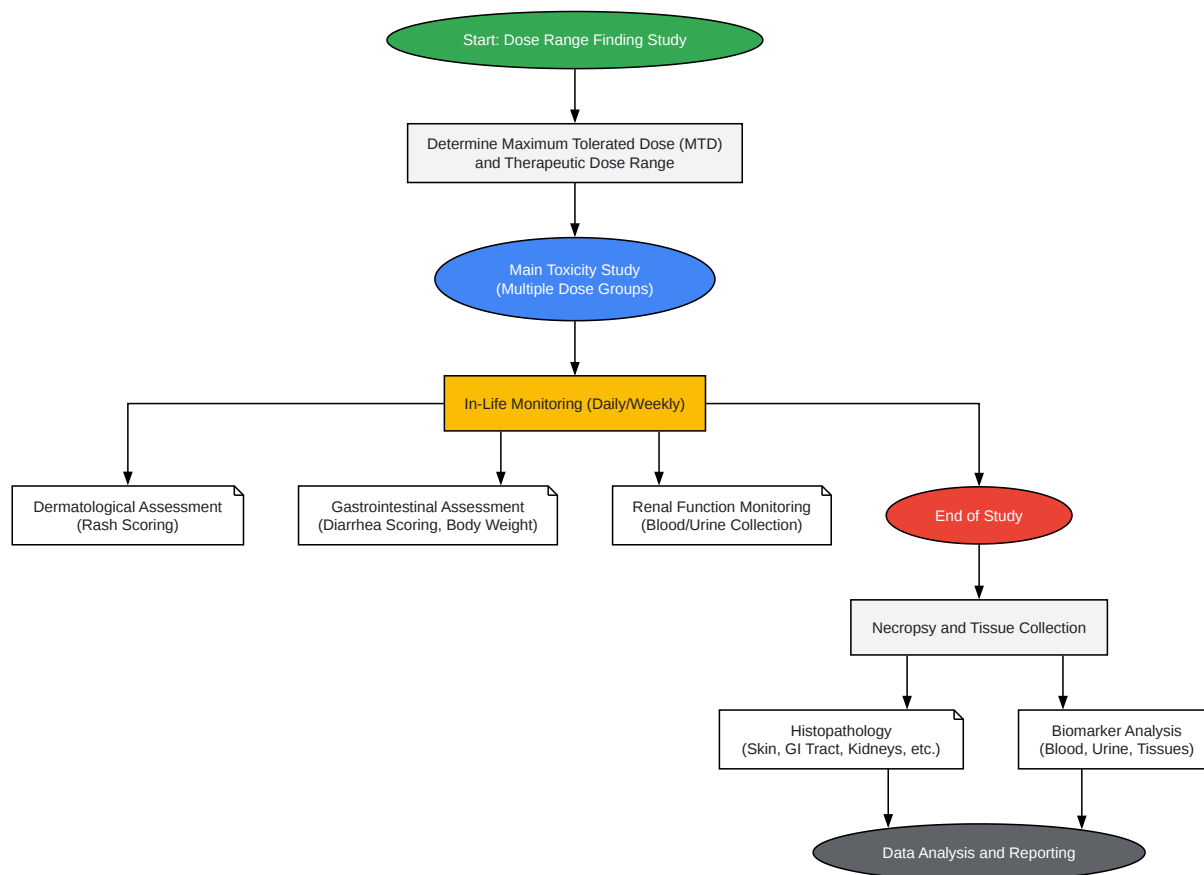 Start: Dose Range Finding Study
Determine Maximum Tolerated Dose (MTD)
and Therapeutic Dose Range
Main Toxicity Study
(Multiple Dose Groups)
In-Life Monitoring (Daily/Weekly)
Dermatological Assessment
(Rash Scoring)
Gastrointestinal Assessment
(Diarrhea Scoring, Body Weight)
Renal Function Monitoring
(Blood/Urine Collection)
End of Study
Necropsy and Tissue Collection
Histopathology
(Skin, GI Tract, Kidneys, etc.)
Biomarker Analysis
(Blood, Urine, Tissues)
Data Analysis and Reporting